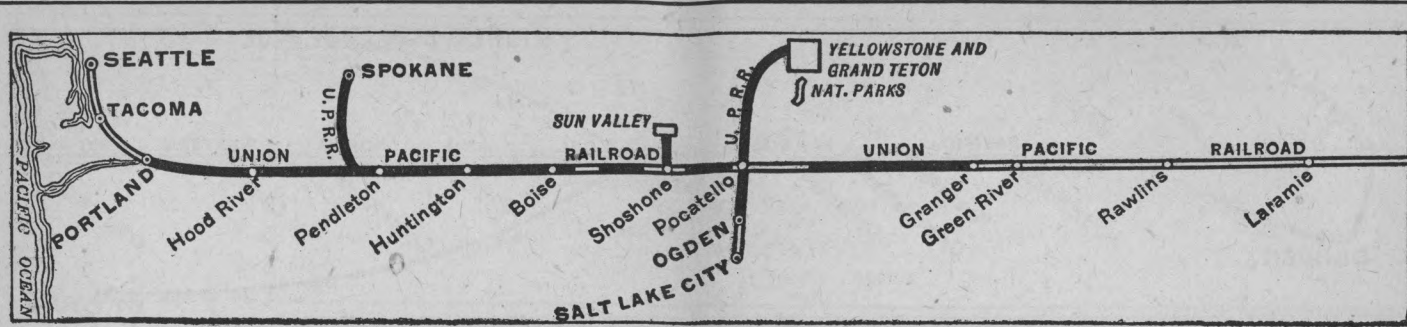 SEATTLE
TACOMA
PORTLAND
PACIFIC OCEAN
Hood River
UNION PACIFIC RAILROAD
SPOKANE
U. P. R.R.
Pendleton
Huntington
Boise
SUN VALLEY
Shoshone
Pocatello
OGDEN
SALT LAKE CITY
U. P. R.R.
YELLOWSTONE AND
GRAND TETON
NAT. PARKS
UNION PACIFIC RAILROAD
Granger
Green River
Rawlins
Laramie